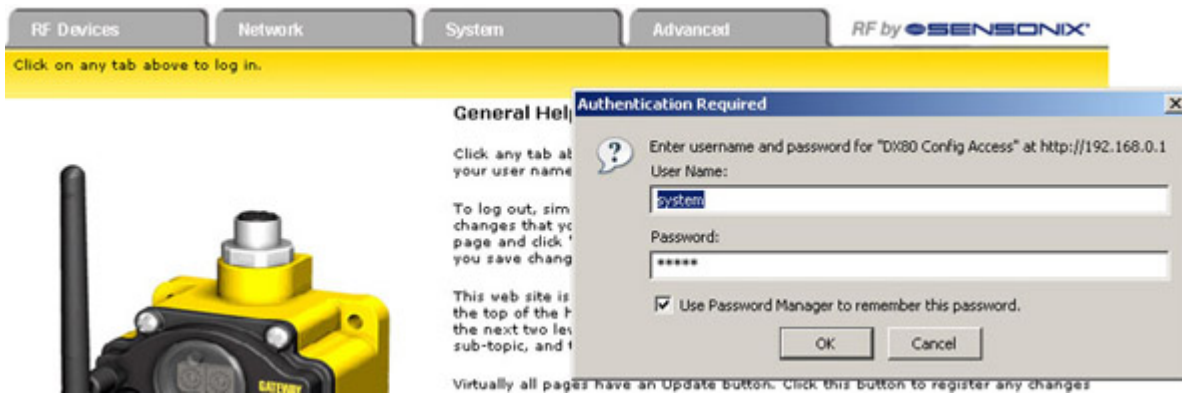 RF Devices
Network
System
Advanced
RF by SENSONIX
Click on any tab above to log in.
General Hel
Click any tab ab
your user name
To log out, sim
changes that yo
page and click
you save chang
This web site is
the top of the h
the next two lev
sub-topic, and
Virtually all pages have an Update button. Click this button to register any changes
Authentication Required
Enter username and password for "DX80 Config Access" at http://192.168.0.1
User Name:
system
Password:
*****
Use Password Manager to remember this password.
OK
Cancel
GATEWAY